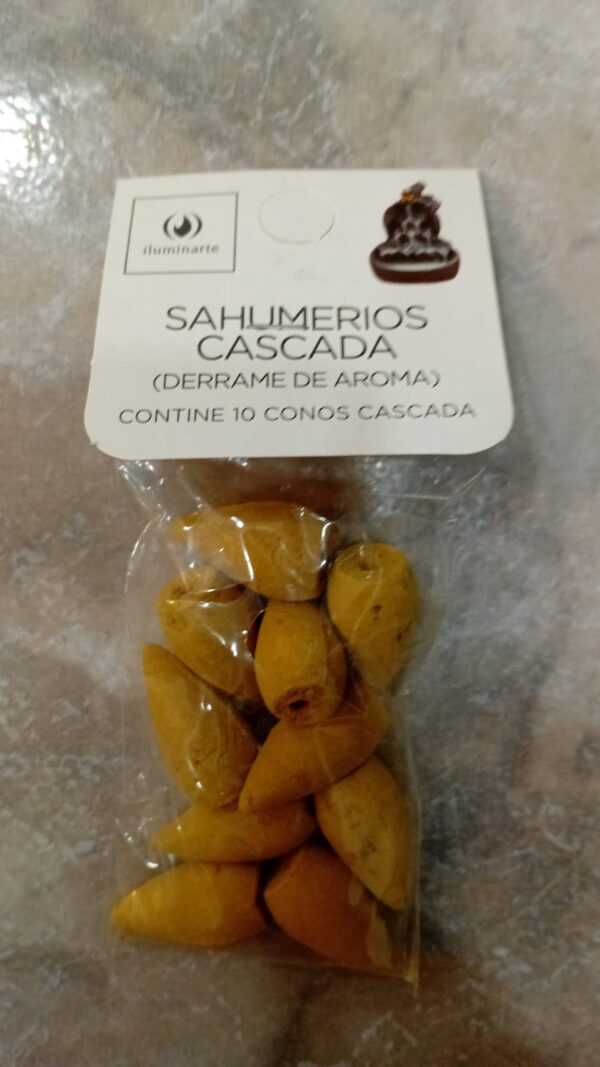 iluminarte
SAHUMERIOS
CASCADA
(DERRAME DE AROMA)
CONTINE 10 CONOS CASCADA